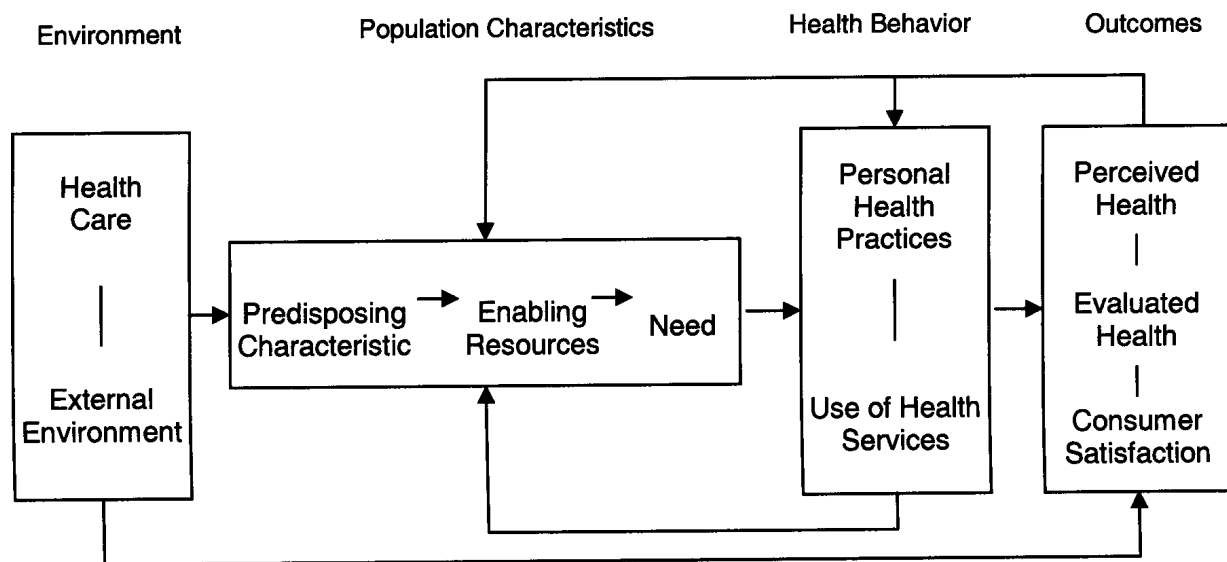 Environment
Population Characteristics
Health Behavior
Outcomes
Health
Care
External
Environment
Predisposing
Characteristic
Enabling
Resources
Need
Personal
Health
Practices
Use of Health
Services
Perceived
Health
Evaluated
Health
Consumer
Satisfaction